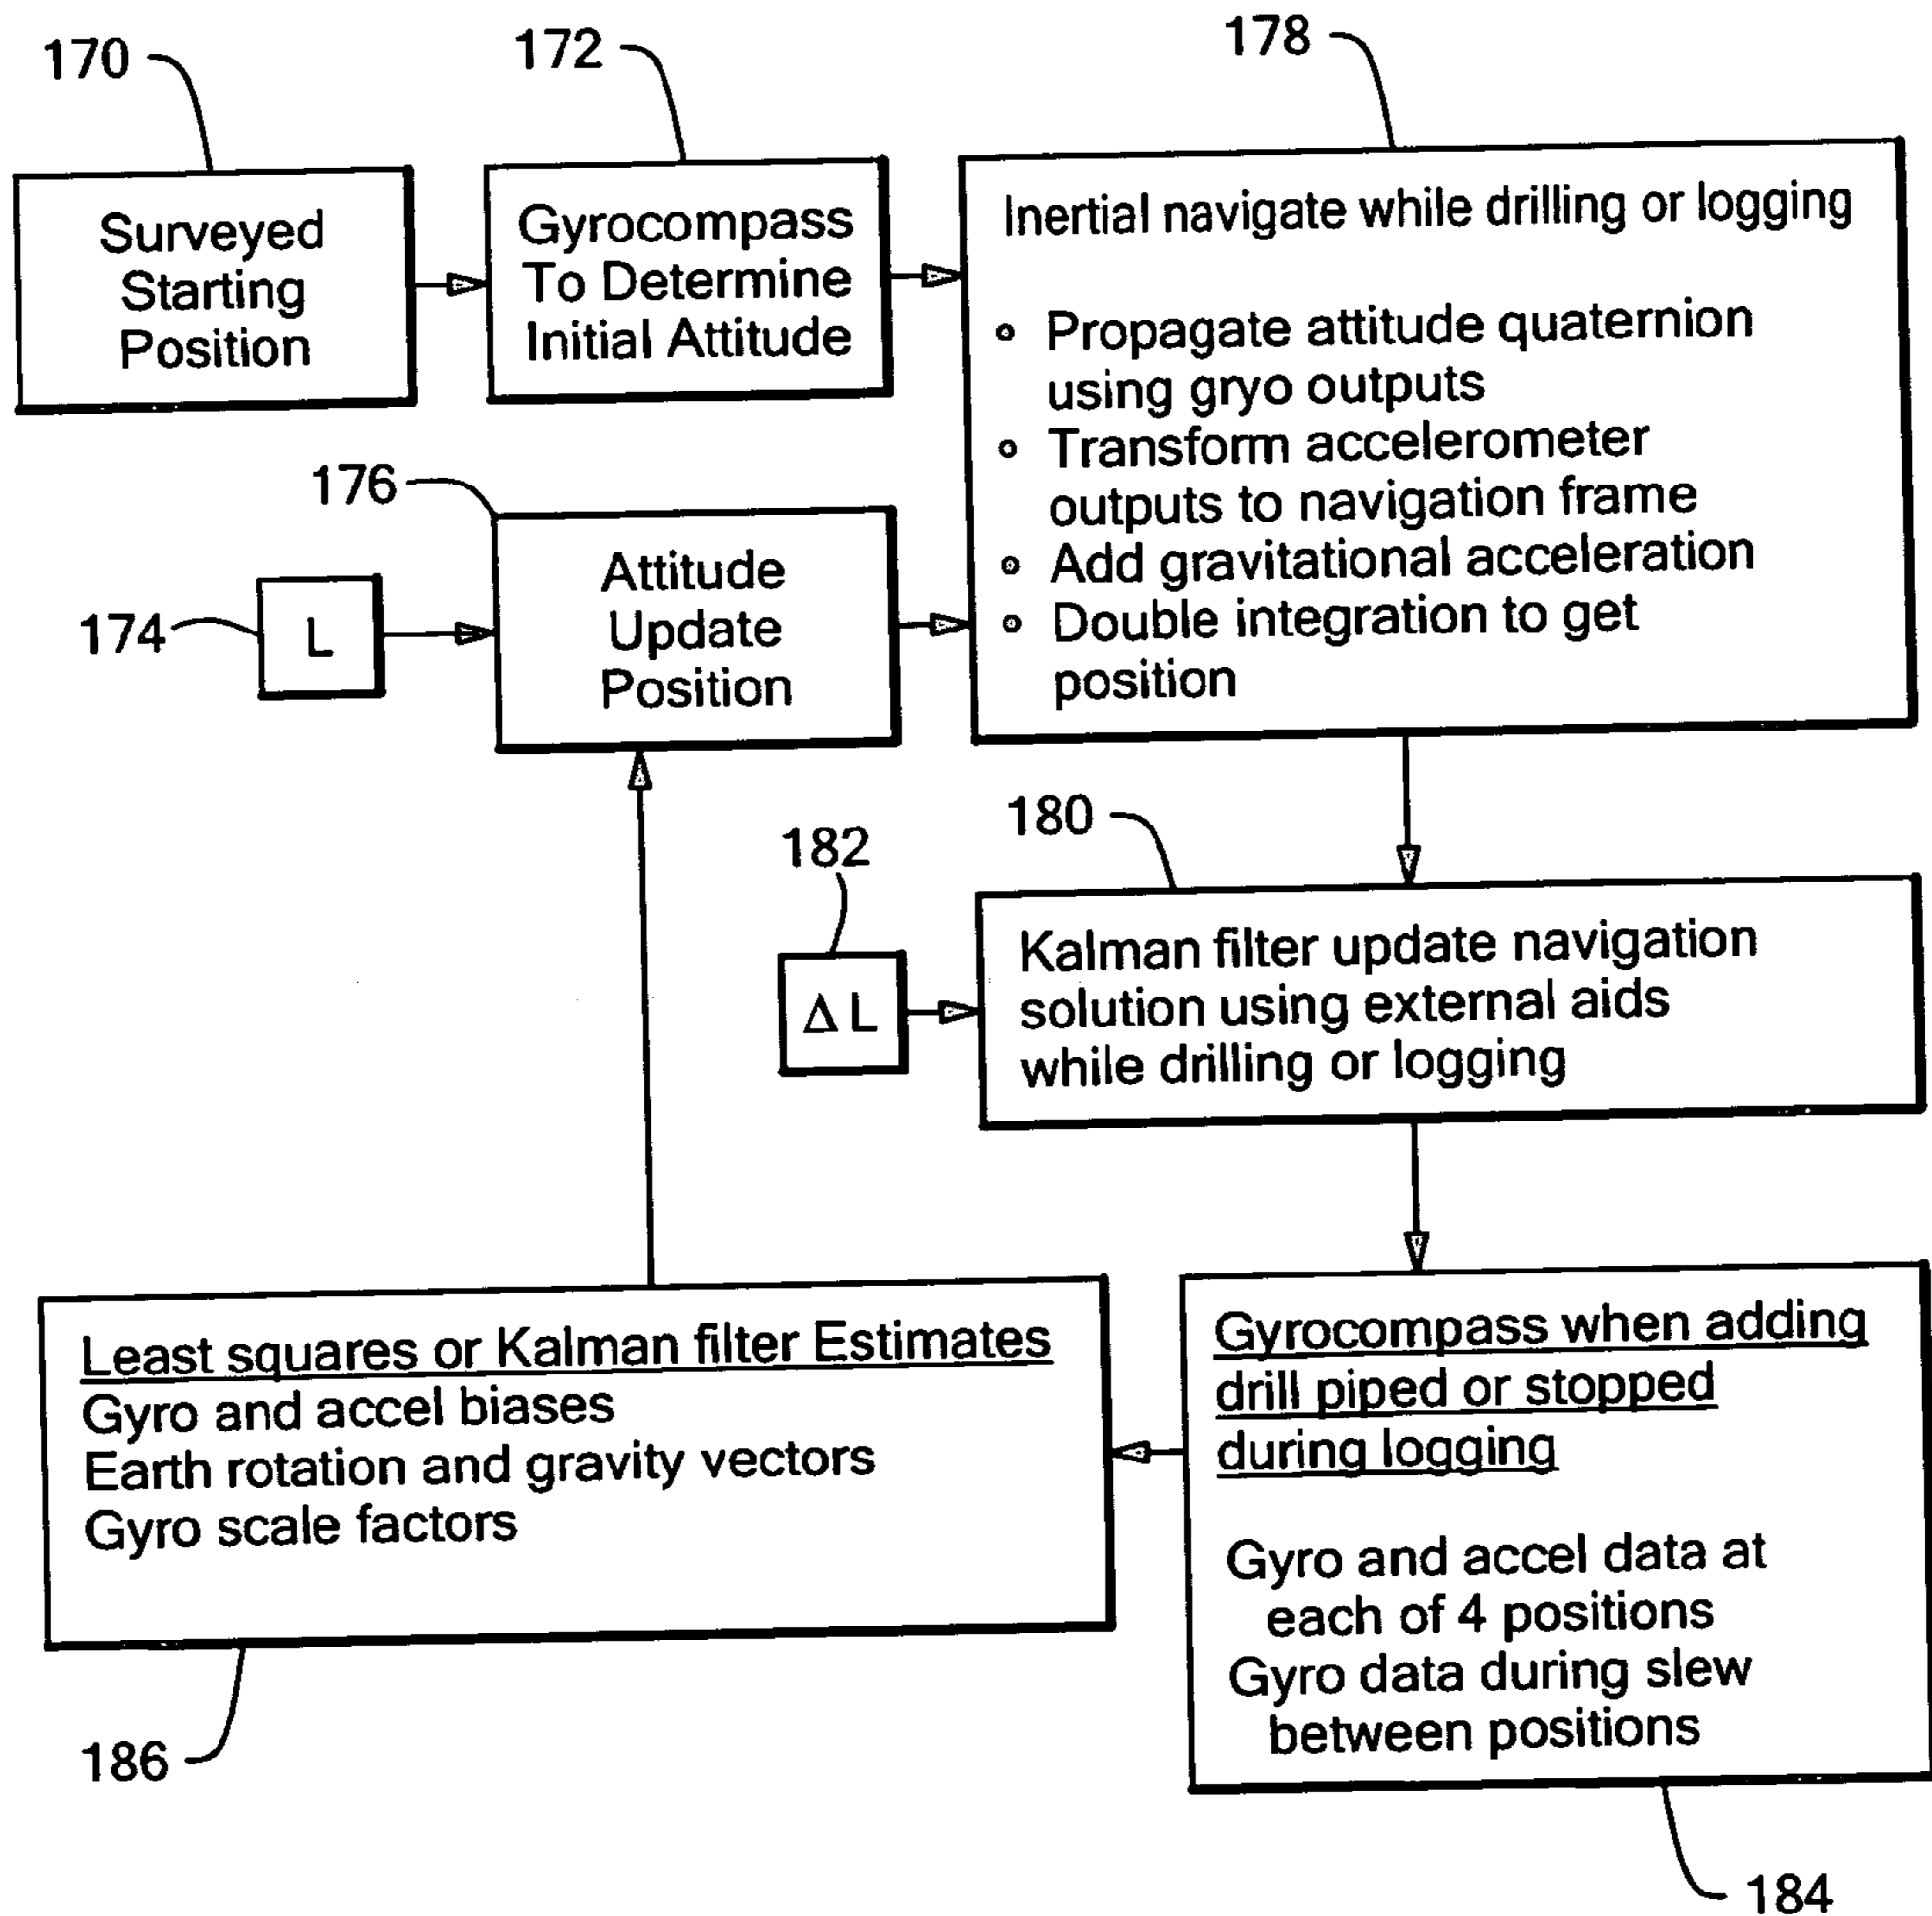 170
172
178
Surveyed
Starting
Position
Gyrocompass
To Determine
Initial Attitude
Inertial navigate while drilling or logging
∘ Propagate attitude quaternion
using gryo outputs
∘ Transform accelerometer
outputs to navigation frame
∘ Add gravitational acceleration
∘ Double integration to get
position
176
174
L
Attitude
Update
Position
180
182
Δ L
Kalman filter update navigation
solution using external aids
while drilling or logging
Least squares or Kalman filter Estimates
Gyro and accel biases
Earth rotation and gravity vectors
Gyro scale factors
186
Gyrocompass when adding
drill piped or stopped
during logging
Gyro and accel data at
each of 4 positions
Gyro data during slew
between positions
184